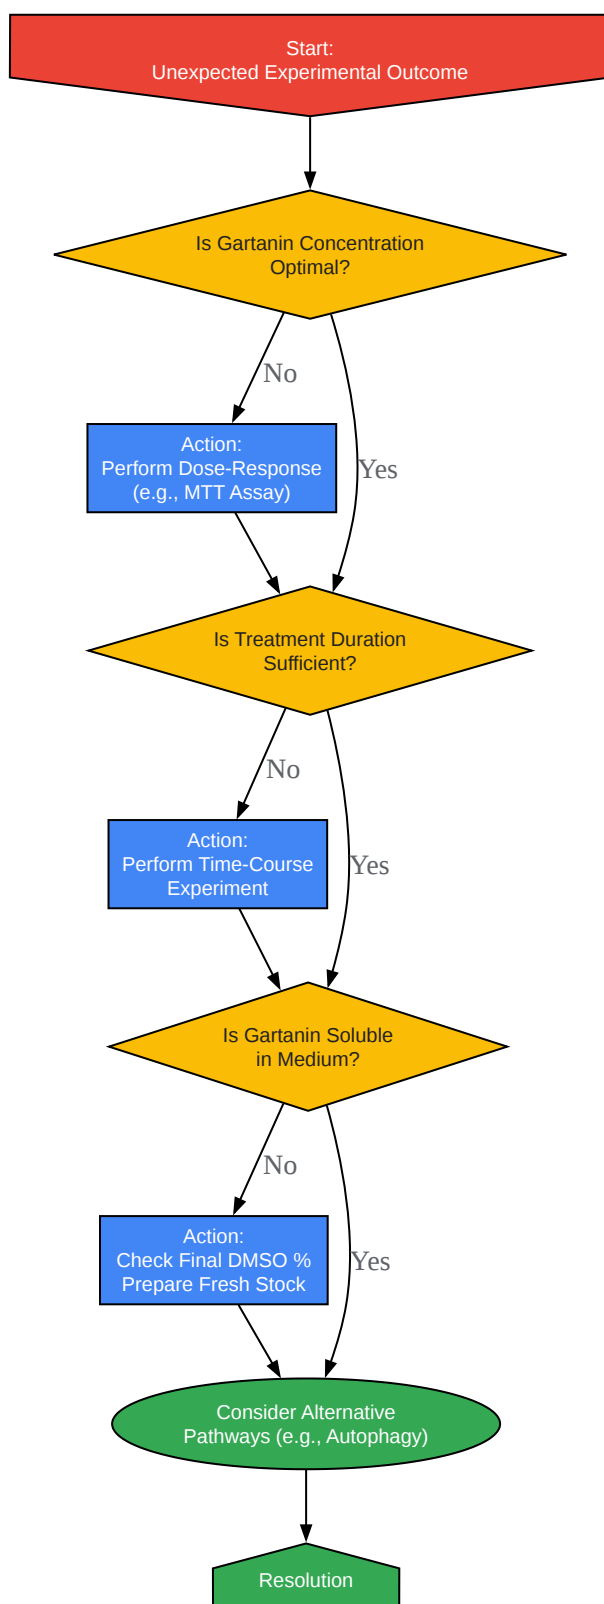 Start:
Unexpected Experimental Outcome
Is Gartanin Concentration
Optimal?
No
Action:
Perform Dose-Response
(e.g., MTT Assay)
Yes
Is Treatment Duration
Sufficient?
No
Action:
Perform Time-Course
Experiment
Yes
Is Gartanin Soluble
in Medium?
No
Action:
Check Final DMSO %
Prepare Fresh Stock
Yes
Consider Alternative
Pathways (e.g., Autophagy)
Resolution